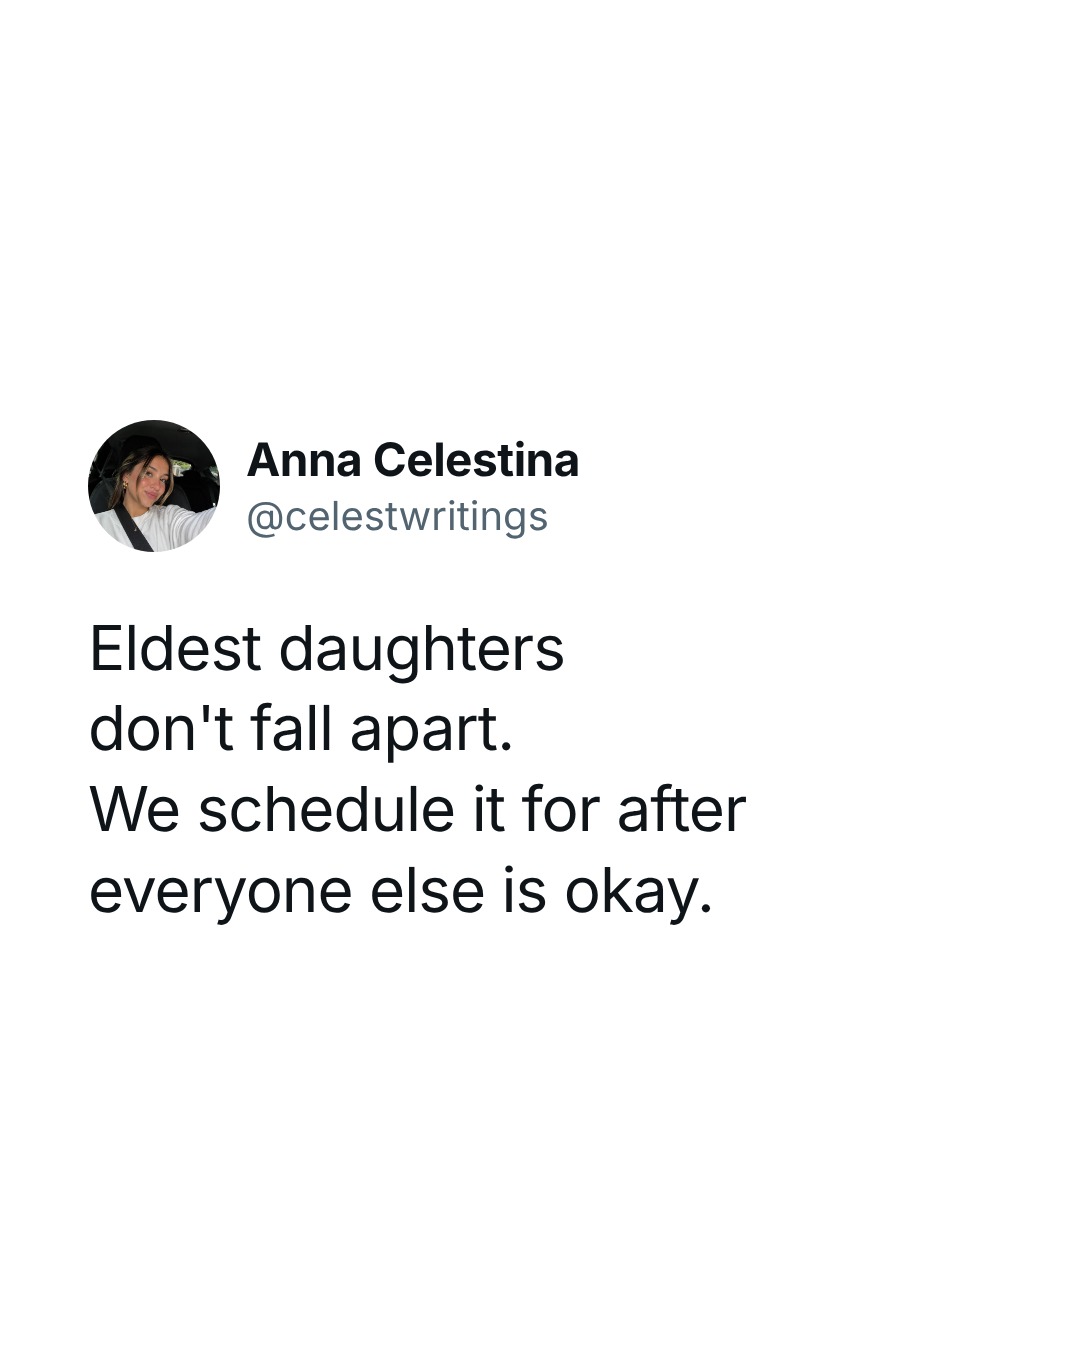 Anna Celestina
@celestwritings
Eldest daughters
don't fall apart.
We schedule it for after
everyone else is okay.